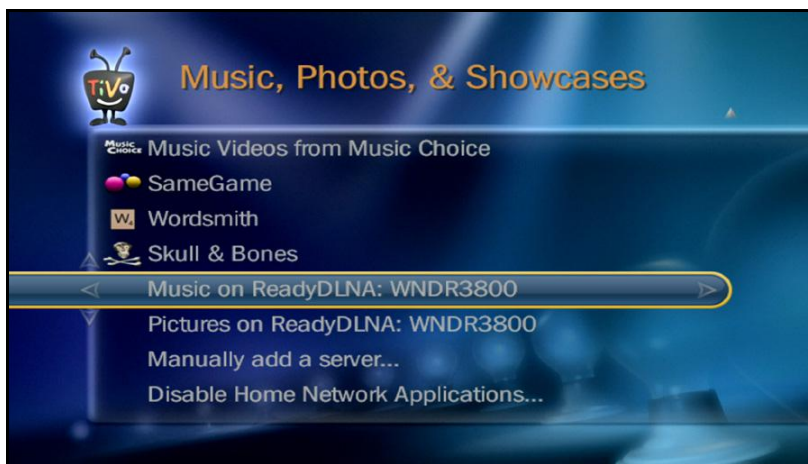 TiVo
Music, Photos, & Showcases
Music Choice Music Videos from Music Choice
SameGame
W4 Wordsmith
Skull & Bones
Music on ReadyDLNA: WNDR3800
Pictures on ReadyDLNA: WNDR3800
Manually add a server...
Disable Home Network Applications...